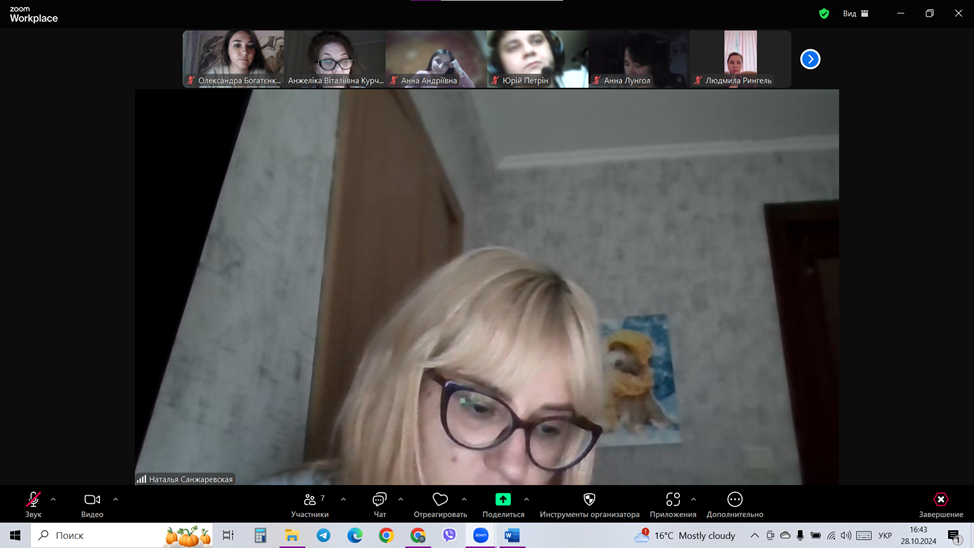 zoom
Workplace
Вид
Олександра Богатенк...
Анжеліка Віталіївна Курч...
Анна Андріївна
Юрій Петрін
Анна Лунгол
Людмила Рингель
Наталья Санжаревская
7
Звук
Видео
Участники
Чат
Отреагировать
Поделиться
Инструменты организатора
Приложения
Дополнительно
Завершение
Поиск
16°C Mostly cloudy
УКР
16:43
28.10.2024